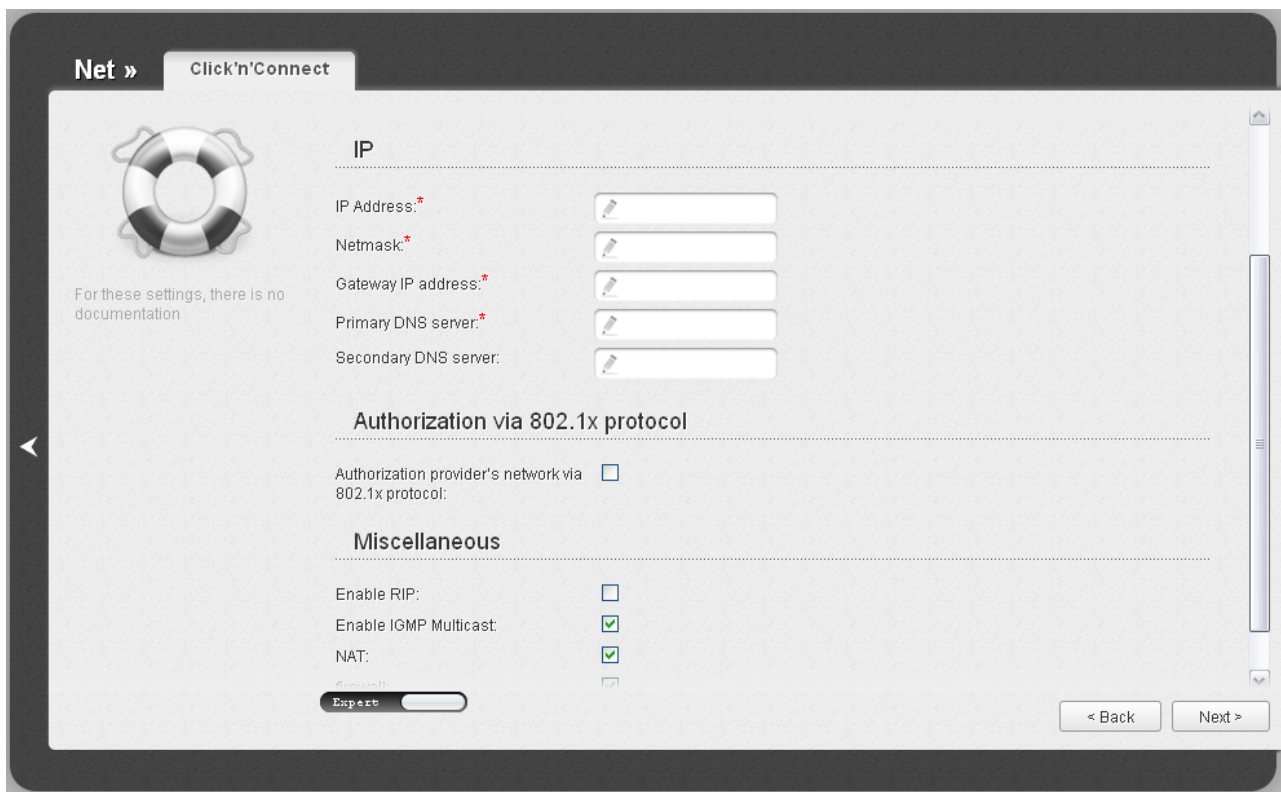 Net » Click'n'Connect
For these settings, there is no
documentation
IP
IP Address:*
Netmask:*
Gateway IP address:*
Primary DNS server:*
Secondary DNS server:
Authorization via 802.1x protocol
Authorization provider's network via
802.1x protocol:
Miscellaneous
Enable RIP:
Enable IGMP Multicast:
NAT:
firewall:
Expert
< Back Next >